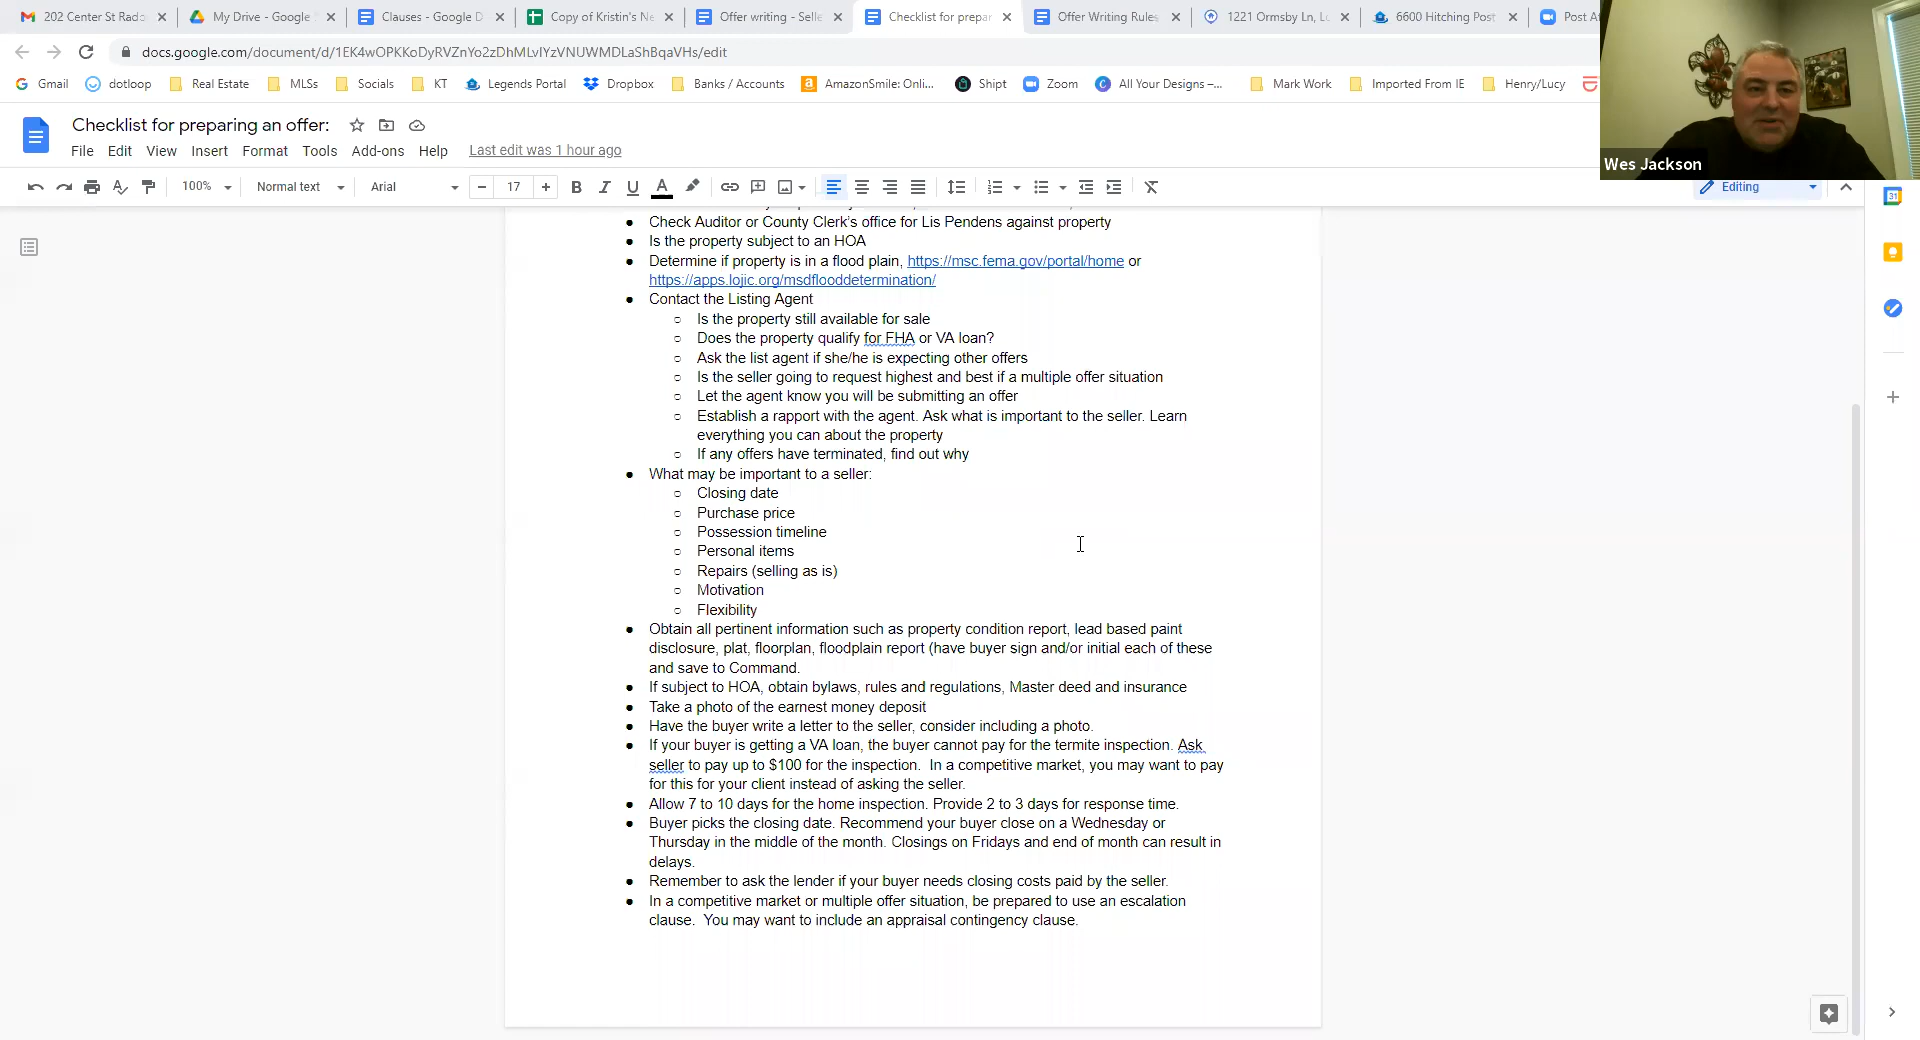 202 Center St Rado
My Drive - Google
Clauses - Google D
Copy of Kristin's Ne
Offer writing - Selle
Checklist for prepar
Offer Writing Rules
1221 Ormsby Ln, Lo
6600 Hitching Post
Post At
docs.google.com/document/d/1EK4wOPKKoDyRVZnYo2zDhMLvIYzVNUWMDLaShBqaVHs/edit
Gmail
dotloop
Real Estate
MLSs
Socials
KT
Legends Portal
Dropbox
Banks / Accounts
AmazonSmile: Onli...
Shipt
Zoom
All Your Designs –...
Mark Work
Imported From IE
Henry/Lucy
Checklist for preparing an offer:
File Edit View Insert Format Tools Add-ons Help Last edit was 1 hour ago
Wes Jackson
100% Normal text Arial − 17 + B I U A Editing
● Check Auditor or County Clerk's office for Lis Pendens against property
● Is the property subject to an HOA
● Determine if property is in a flood plain, https://msc.fema.gov/portal/home or
https://apps.lojic.org/msdflooddetermination/
● Contact the Listing Agent
○ Is the property still available for sale
○ Does the property qualify for FHA or VA loan?
○ Ask the list agent if she/he is expecting other offers
○ Is the seller going to request highest and best if a multiple offer situation
○ Let the agent know you will be submitting an offer
○ Establish a rapport with the agent. Ask what is important to the seller. Learn
everything you can about the property
○ If any offers have terminated, find out why
● What may be important to a seller:
○ Closing date
○ Purchase price
○ Possession timeline
○ Personal items
○ Repairs (selling as is)
○ Motivation
○ Flexibility
● Obtain all pertinent information such as property condition report, lead based paint
disclosure, plat, floorplan, floodplain report (have buyer sign and/or initial each of these
and save to Command.
● If subject to HOA, obtain bylaws, rules and regulations, Master deed and insurance
● Take a photo of the earnest money deposit
● Have the buyer write a letter to the seller, consider including a photo.
● If your buyer is getting a VA loan, the buyer cannot pay for the termite inspection. Ask
seller to pay up to $100 for the inspection. In a competitive market, you may want to pay
for this for your client instead of asking the seller.
● Allow 7 to 10 days for the home inspection. Provide 2 to 3 days for response time.
● Buyer picks the closing date. Recommend your buyer close on a Wednesday or
Thursday in the middle of the month. Closings on Fridays and end of month can result in
delays.
● Remember to ask the lender if your buyer needs closing costs paid by the seller.
● In a competitive market or multiple offer situation, be prepared to use an escalation
clause. You may want to include an appraisal contingency clause.